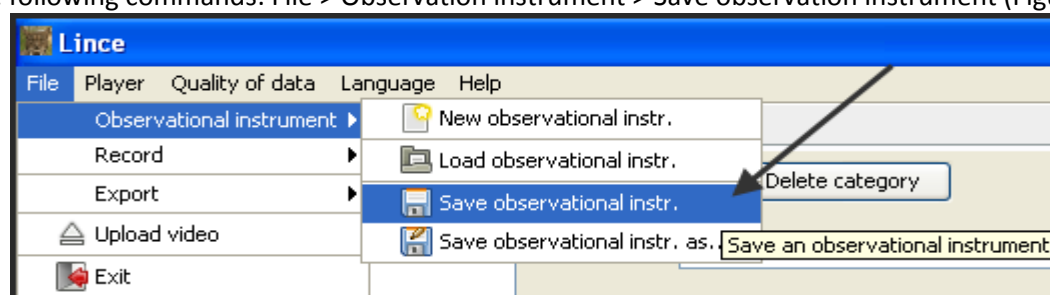 following commands: File > Observation instrument > Save observation instrument
Lince
File Player Quality of data Language Help
Observational instrument
New observational instr.
Record
Load observational instr.
Export
Save observational instr.
Delete category
Upload video
Save observational instr. as..
Save an observational instrument
Exit